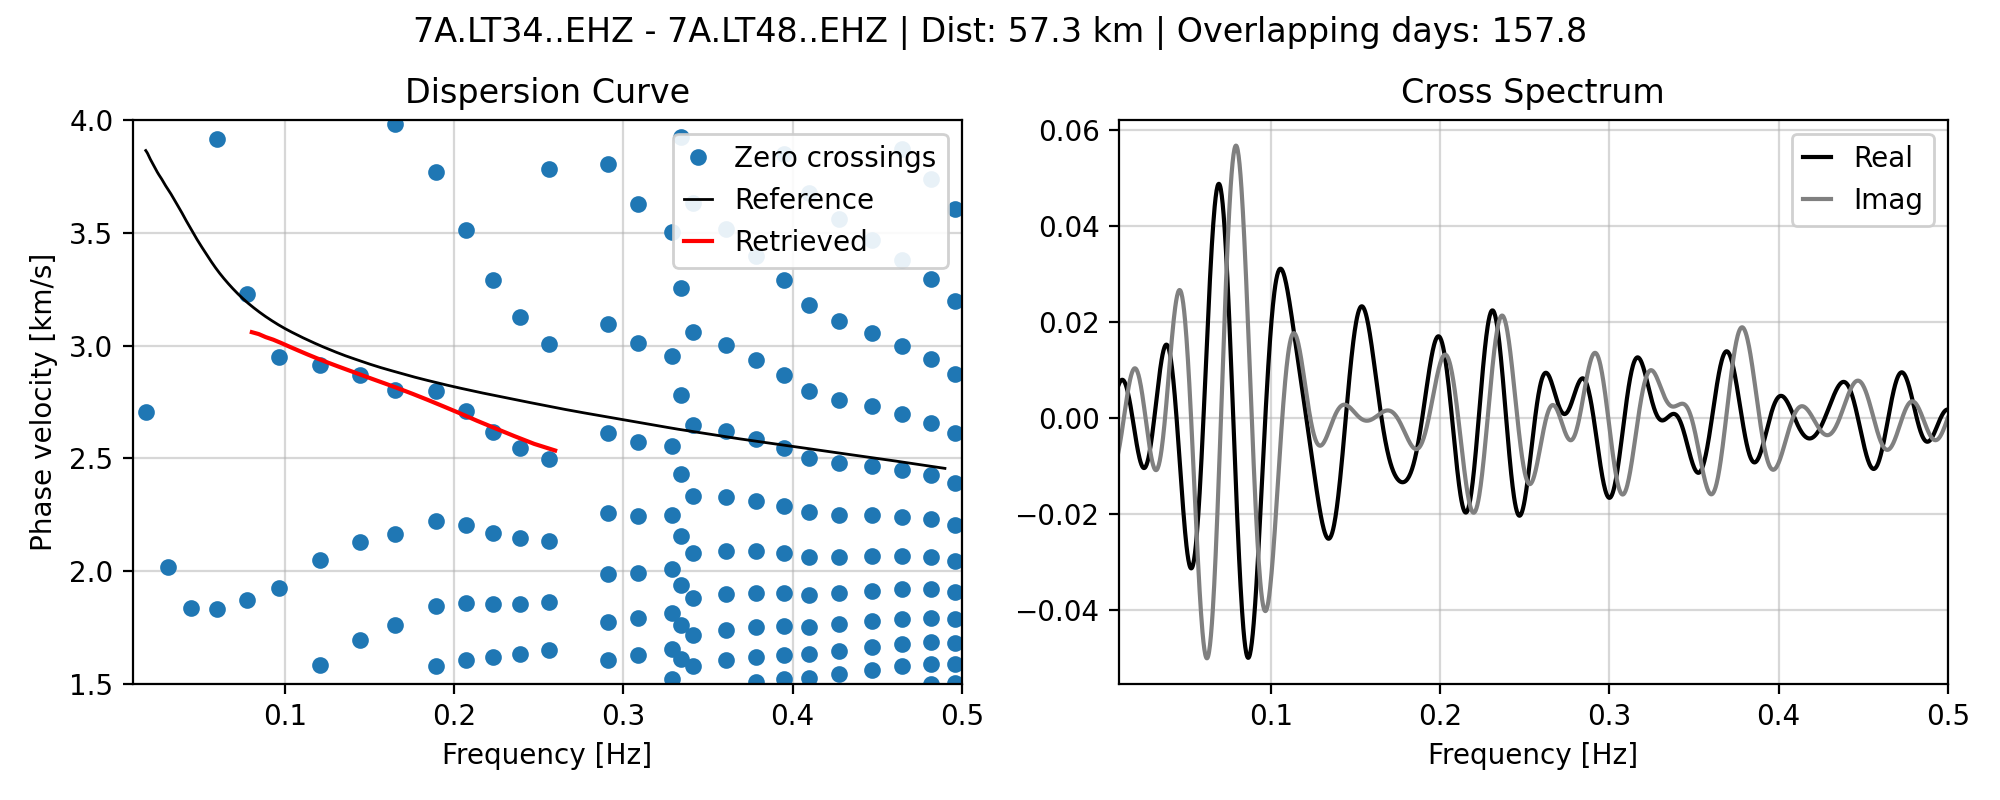 7A.LT34..EHZ - 7A.LT48..EHZ | Dist: 57.3 km | Overlapping days: 157.8
Dispersion Curve
Phase velocity [km/s]
4.0
3.5
3.0
2.5
2.0
1.5
Zero crossings
Reference
Retrieved
0.1 0.2 0.3 0.4 0.5
Frequency [Hz]
Cross Spectrum
0.06
0.04
0.02
0.00
−0.02
−0.04
Real
Imag
0.1 0.2 0.3 0.4 0.5
Frequency [Hz]